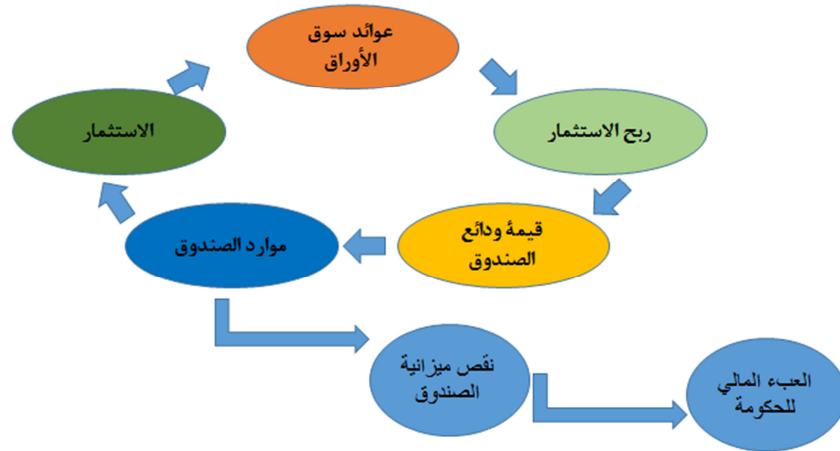 عوائد سوق
الأوراق
ربح الاستثمار
الاستثمار
قيمة ودائع
الصندوق
موارد الصندوق
نقص ميزانية
الصندوق
العبء المالي
للحكومة